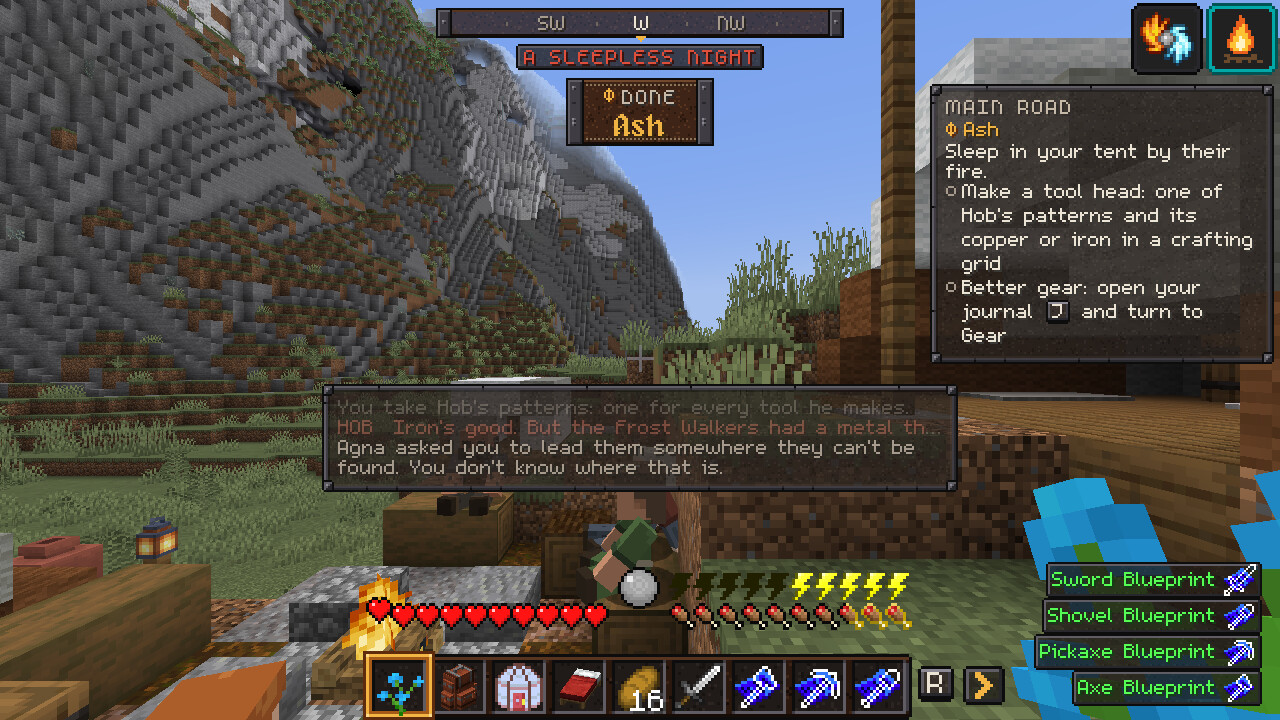 SW W NW
A SLEEPLESS NIGHT
DONE
Ash
MAIN ROAD
Ash
Sleep in your tent by their
fire.
Make a tool head: one of
Hob's patterns and its
copper or iron in a crafting
grid
Better gear: open your
journal J and turn to
Gear
You take Hob's patterns: one for every tool he makes.
HOB Iron's good. But the Frost Walkers had a metal th...
Agna asked you to lead them somewhere they can't be
found. You don't know where that is.
Sword Blueprint
Shovel Blueprint
Pickaxe Blueprint
Axe Blueprint
16
R